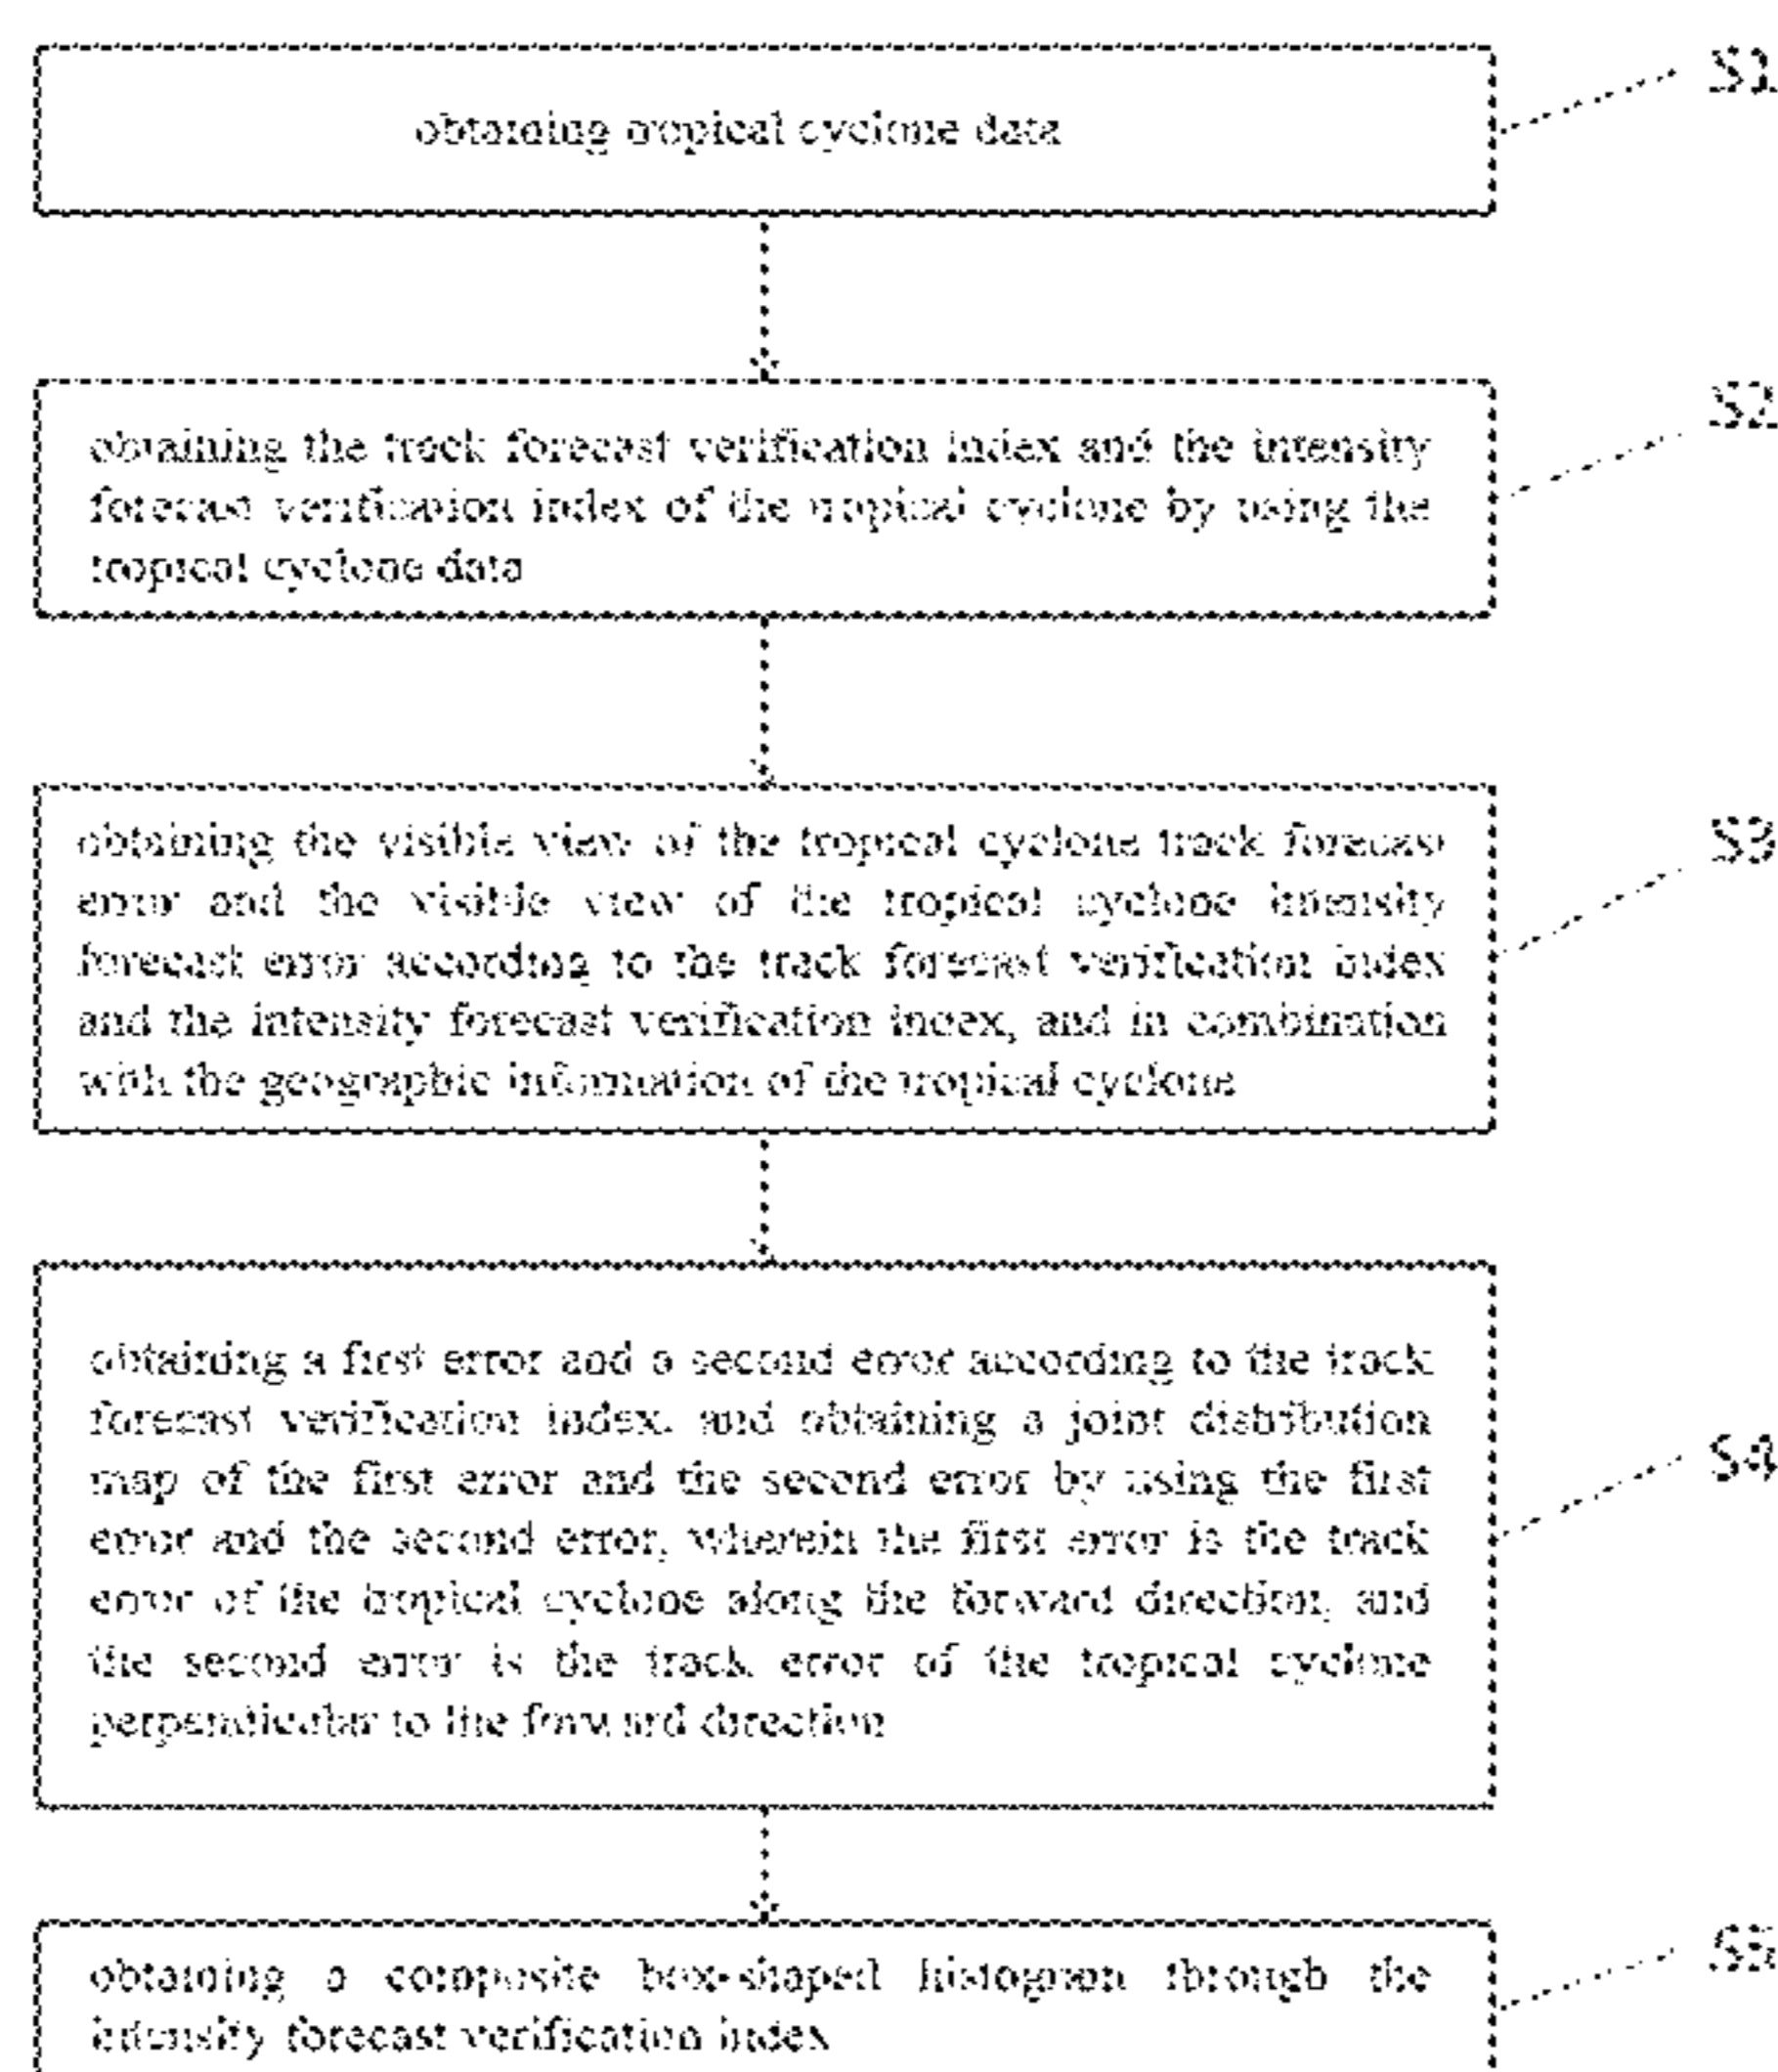 S1
obtaining tropical cyclone data
S2
obtaining the track forecast verification index and the intensity
forecast verification index of the tropical cyclone by using the
tropical cyclone data
S3
obtaining the visible view of the tropical cyclone track forecast
error and the visible view of the tropical cyclone intensity
forecast error according to the track forecast verification index
and the intensity forecast verification index, and in combination
with the geographic information of the tropical cyclone
S4
obtaining a first error and a second error according to the track
forecast verification index, and obtaining a joint distribution
map of the first error and the second error by using the first
error and the second error, wherein the first error is the track
error of the tropical cyclone along the forward direction, and
the second error is the track error of the tropical cyclone
perpendicular to the forward direction
S5
obtaining a composite box-shaped histogram through the
intensity forecast verification index